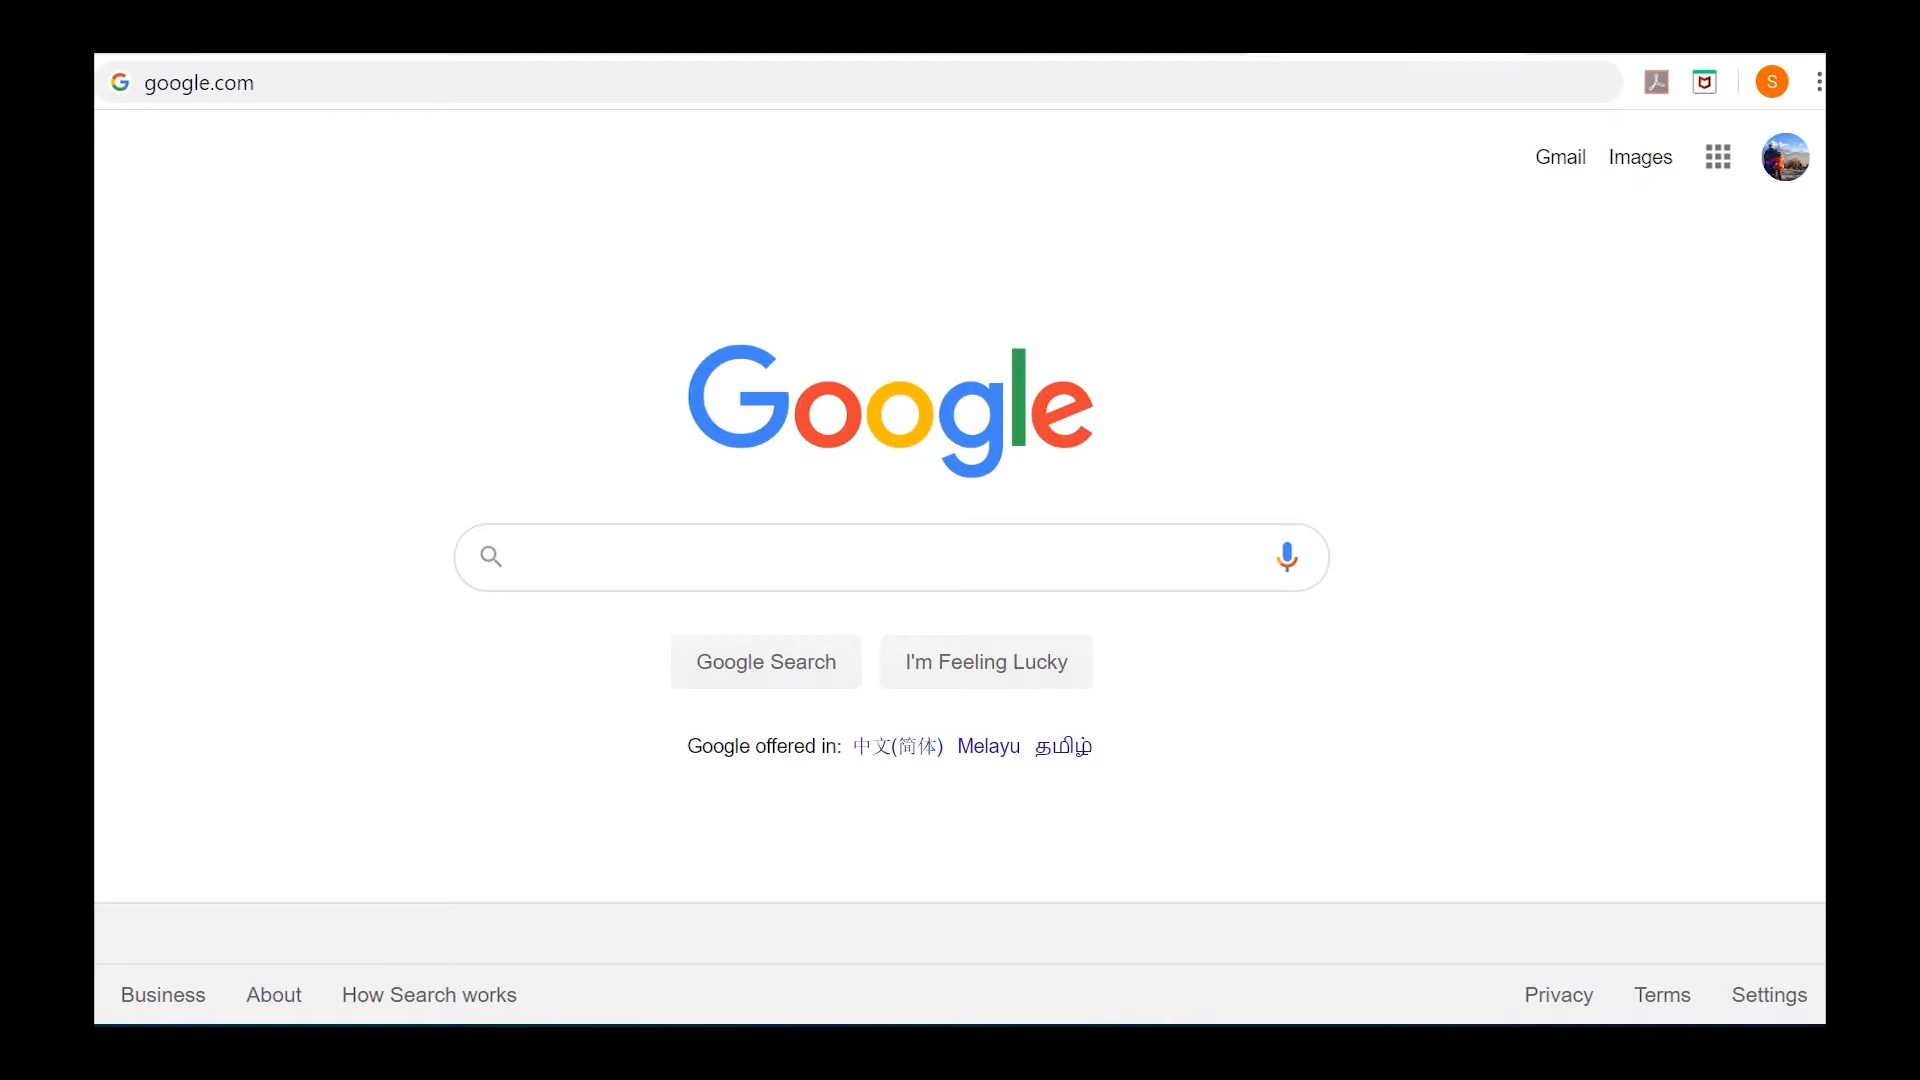 google.com
S
Gmail Images
Google
Google Search I'm Feeling Lucky
Google offered in: 中文(简体) Melayu தமிழ்
Business About How Search works Privacy Terms Settings